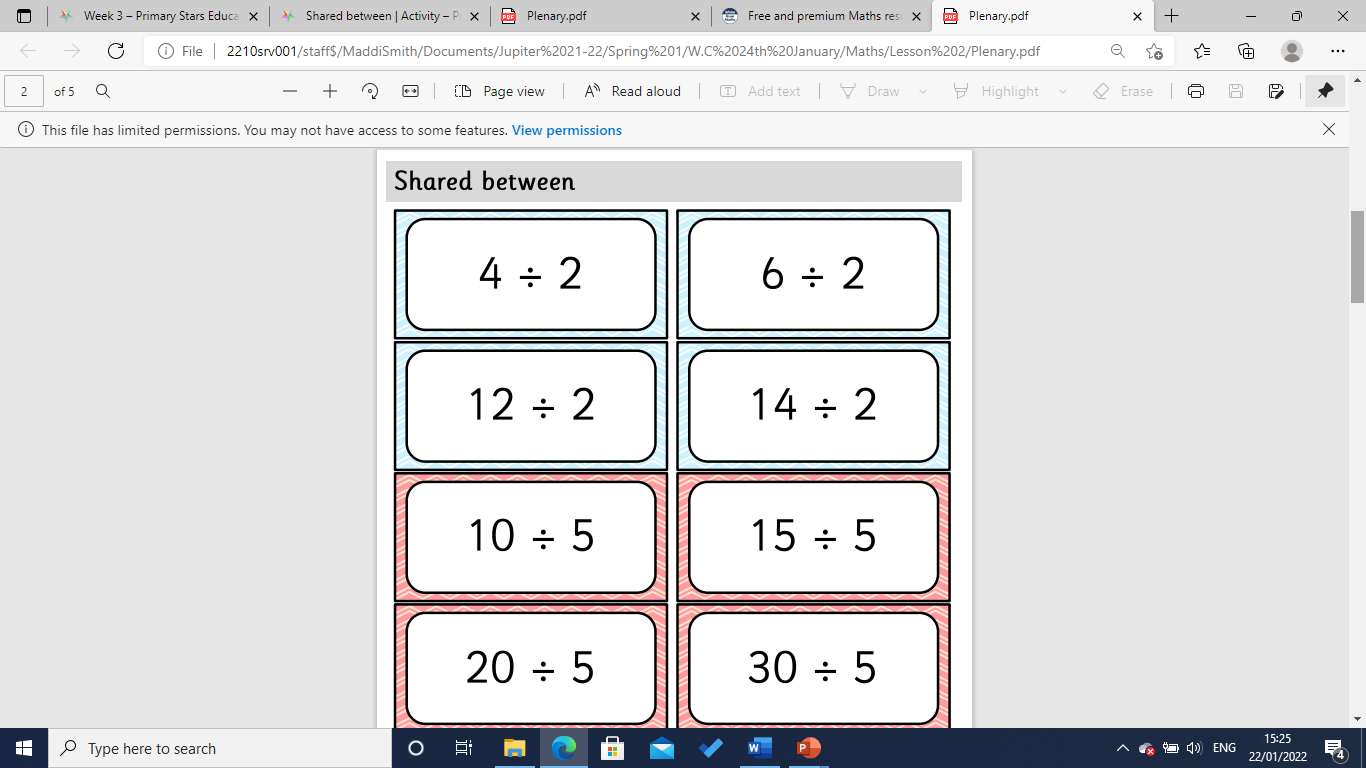 Week 3 – Primary Stars Educa
Shared between | Activity – P
Plenary.pdf
Free and premium Maths res
Plenary.pdf
File
2210srv001/staff$/MaddiSmith/Documents/Jupiter%2021-22/Spring%201/W.C%2024th%20January/Maths/Lesson%202/Plenary.pdf
2 of 5
Page view
Read aloud
Add text
Draw
Highlight
Erase
This file has limited permissions. You may not have access to some features. View permissions
Shared between
4 ÷ 2
6 ÷ 2
12 ÷ 2
14 ÷ 2
10 ÷ 5
15 ÷ 5
20 ÷ 5
30 ÷ 5
Type here to search
ENG
15:25
22/01/2022
4